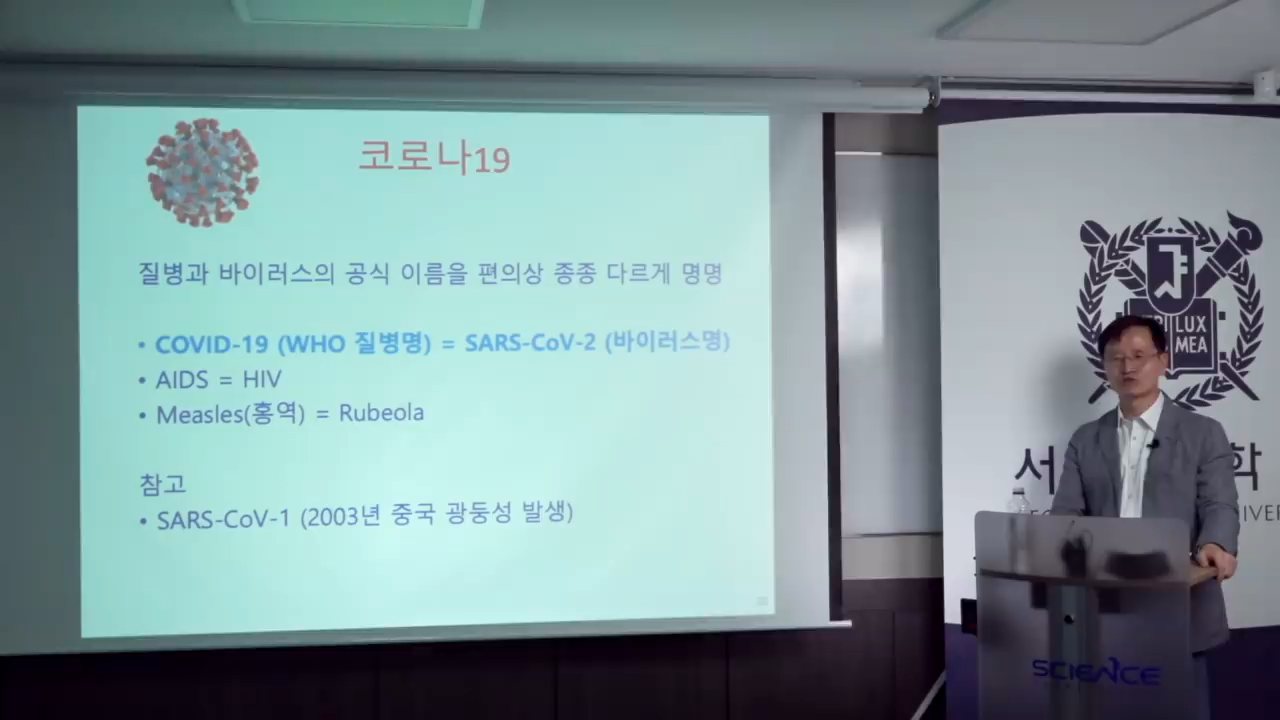 코로나19
질병과 바이러스의 공식 이름을 편의상 종종 다르게 명명
• COVID-19 (WHO 질병명) = SARS-CoV-2 (바이러스명)
• AIDS = HIV
• Measles(홍역) = Rubeola
참고
• SARS-CoV-1 (2003년 중국 광둥성 발생)
LUX
MEA
서
학
SCIENCE